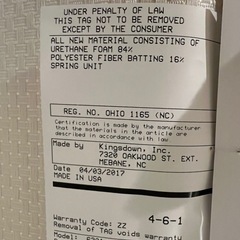 UNDER PENALTY OF LAW
THIS TAG NOT TO BE REMOVED
EXCEPT BY THE CONSUMER
ALL NEW MATERIAL CONSISTING OF
URETHANE FOAM 84%
POLYESTER FIBER BATTING 16%
SPRING UNIT
REG. NO. OHIO 1165 (NC)
Certification is made by the manufacturer
that the materials in the article are
described in accordance with law.
Made by Kingsdown, Inc.
7320 OAKWOOD ST. EXT.
MEBANE, NC
Date 04/03/2017
MADE IN USA
4-6-1
Warranty Code: ZZ
Removal of TAG voids warranty
Model: